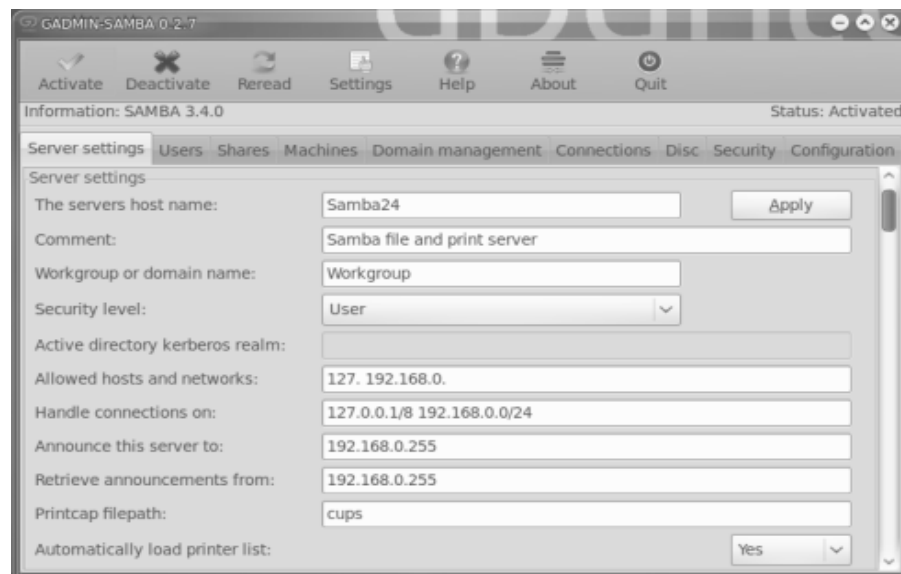 GADMIN-SAMBA 0.2.7
Activate Deactivate Reread Settings Help About Quit
Information: SAMBA 3.4.0 Status: Activated
Server settings Users Shares Machines Domain management Connections Disc Security Configuration
Server settings
The servers host name: Samba24 Apply
Comment: Samba file and print server
Workgroup or domain name: Workgroup
Security level: User
Active directory kerberos realm:
Allowed hosts and networks: 127. 192.168.0.
Handle connections on: 127.0.0.1/8 192.168.0.0/24
Announce this server to: 192.168.0.255
Retrieve announcements from: 192.168.0.255
Printcap filepath: cups
Automatically load printer list: Yes